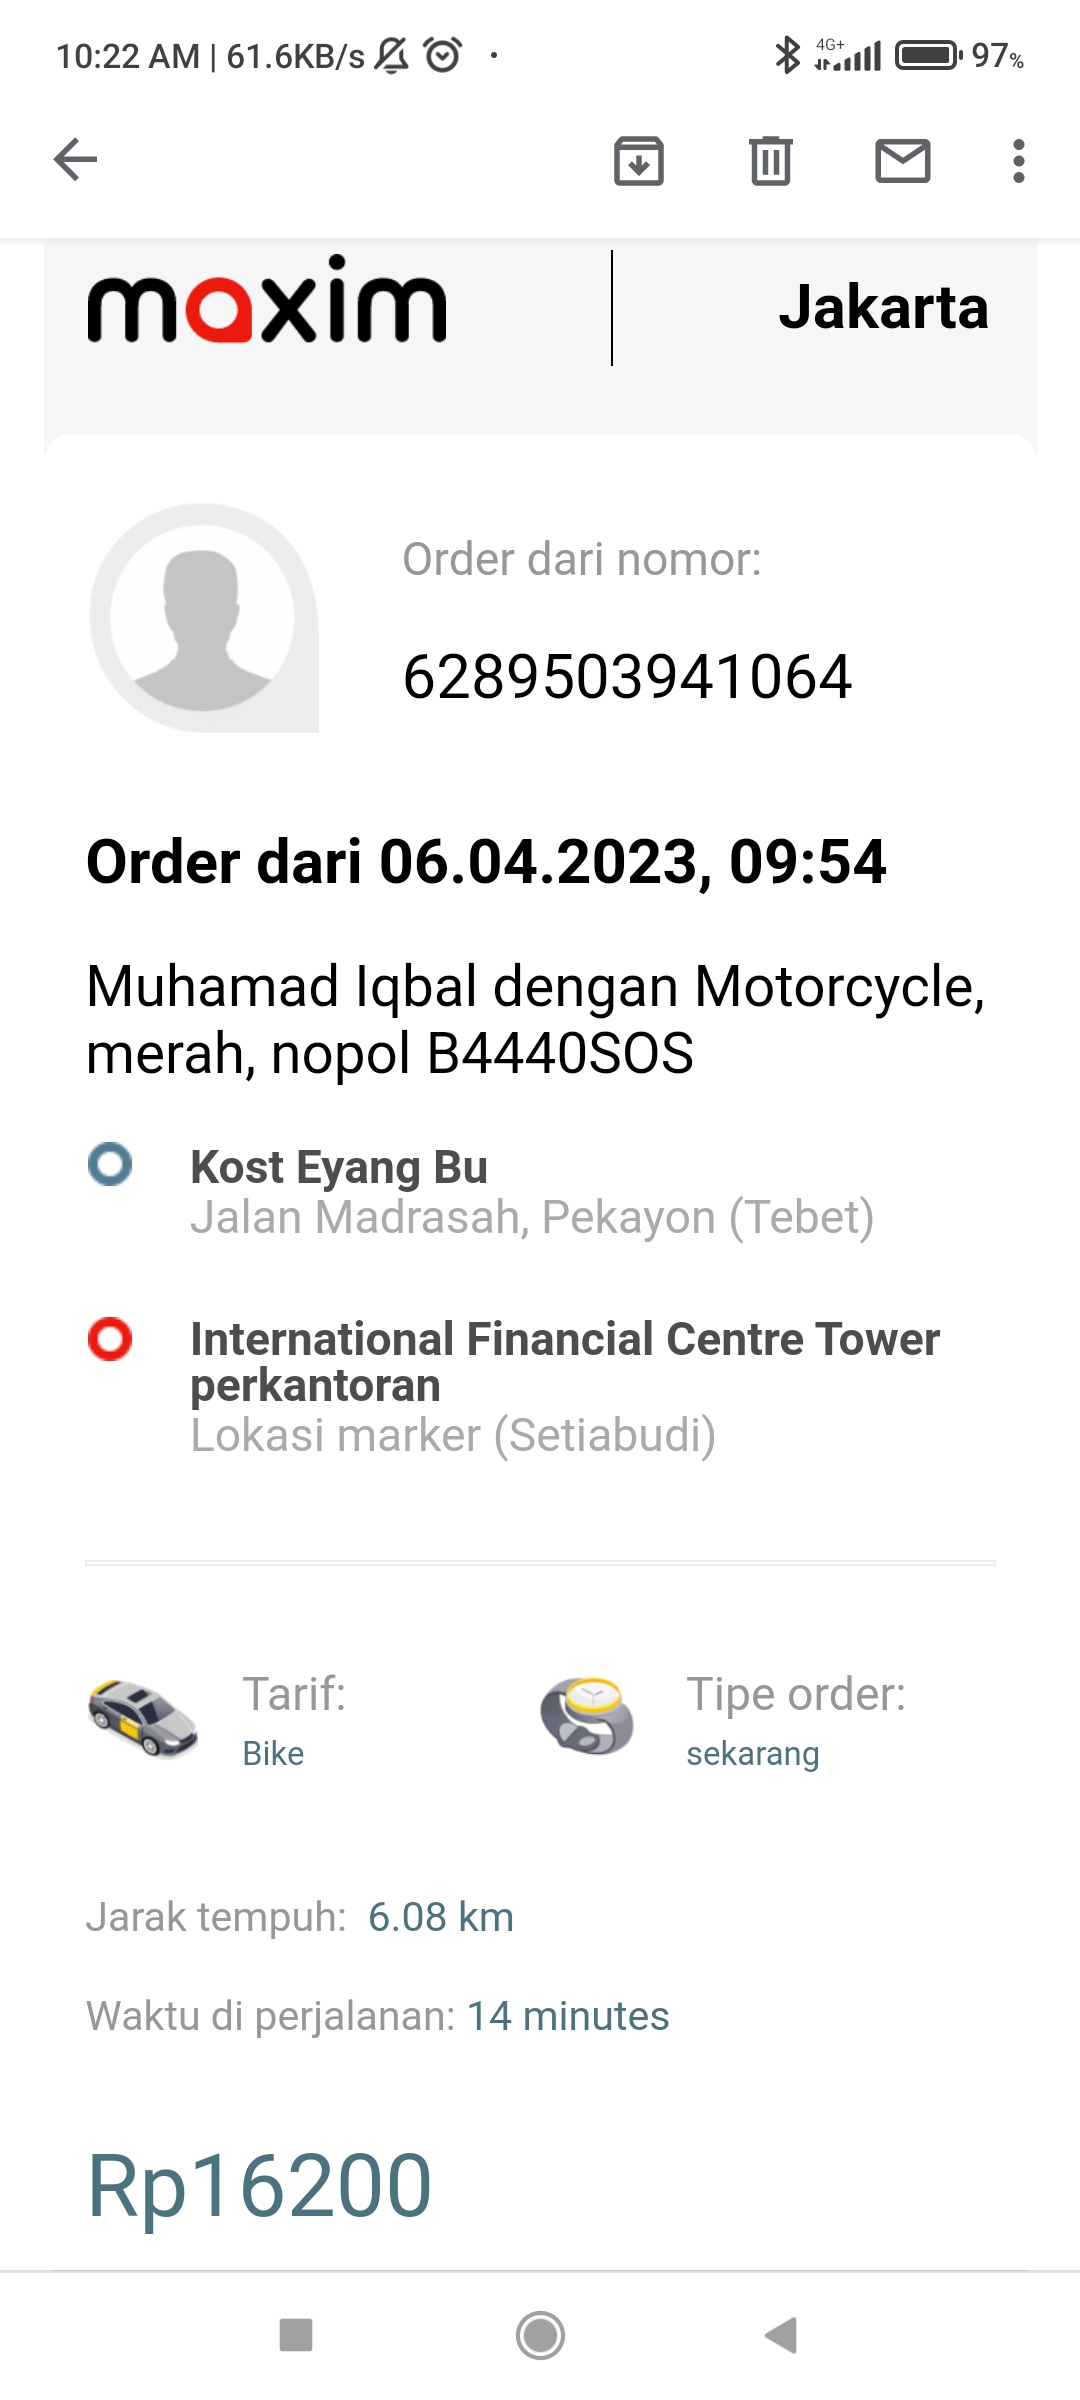 10:22 AM | 61.6KB/s
4G+
97%
maxim
Jakarta
Order dari nomor:
6289503941064
Order dari 06.04.2023, 09:54
Muhamad Iqbal dengan Motorcycle,
merah, nopol B4440SOS
Kost Eyang Bu
Jalan Madrasah, Pekayon (Tebet)
International Financial Centre Tower
perkantoran
Lokasi marker (Setiabudi)
Tarif:
Bike
Tipe order:
sekarang
Jarak tempuh: 6.08 km
Waktu di perjalanan: 14 minutes
Rp16200